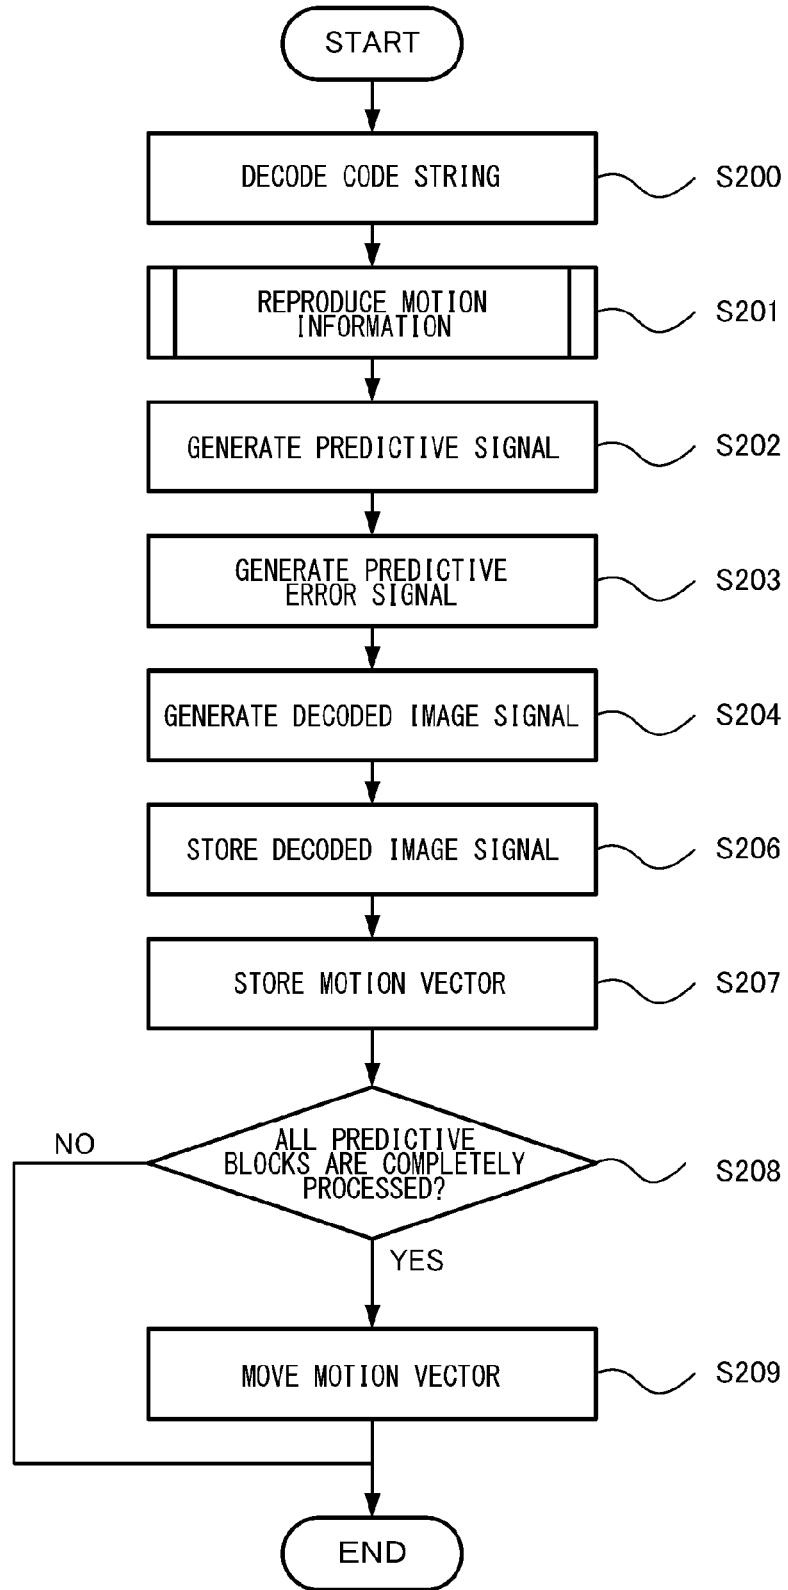 START
DECODE CODE STRING
S200
REPRODUCE MOTION
INFORMATION
S201
GENERATE PREDICTIVE SIGNAL
S202
GENERATE PREDICTIVE
ERROR SIGNAL
S203
GENERATE DECODED IMAGE SIGNAL
S204
STORE DECODED IMAGE SIGNAL
S206
STORE MOTION VECTOR
S207
NO
ALL PREDICTIVE
BLOCKS ARE COMPLETELY
PROCESSED?
S208
YES
MOVE MOTION VECTOR
S209
END